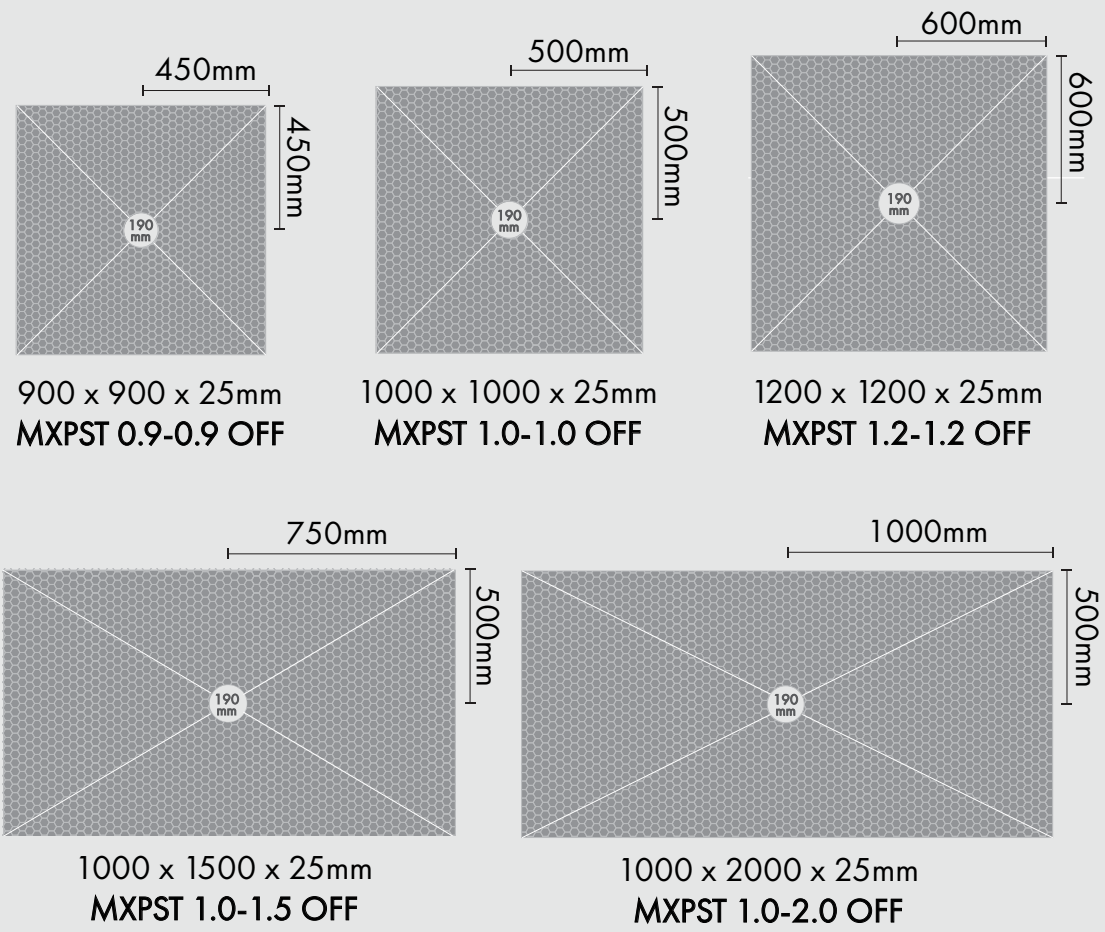 450mm
450mm
190
mm
900 x 900 x 25mm
MXPST 0.9-0.9 OFF
500mm
500mm
190
mm
1000 x 1000 x 25mm
MXPST 1.0-1.0 OFF
600mm
600mm
190
mm
1200 x 1200 x 25mm
MXPST 1.2-1.2 OFF
750mm
500mm
190
mm
1000 x 1500 x 25mm
MXPST 1.0-1.5 OFF
1000mm
500mm
190
mm
1000 x 2000 x 25mm
MXPST 1.0-2.0 OFF